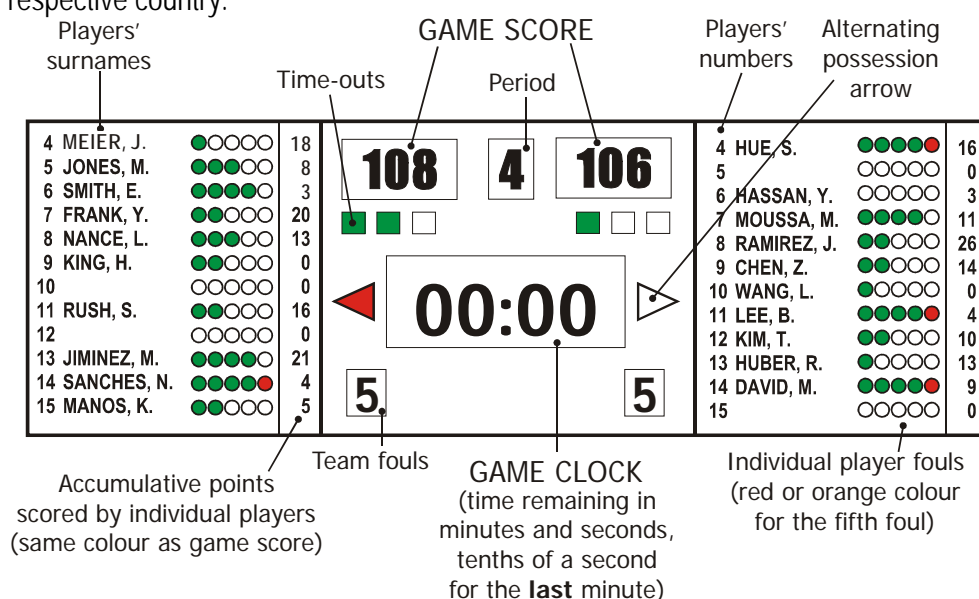 respective country.
Players'
surnames
GAME SCORE
Players'
numbers
Alternating
possession
arrow
Time-outs
Period
4 MEIER, J. 18
5 JONES, M. 8
6 SMITH, E. 3
7 FRANK, Y. 20
8 NANCE, L. 13
9 KING, H. 0
10 0
11 RUSH, S. 16
12 0
13 JIMINEZ, M. 21
14 SANCHES, N. 4
15 MANOS, K. 5
108 4 106
00:00
5 5
4 HUE, S. 16
5 0
6 HASSAN, Y. 3
7 MOUSSA, M. 11
8 RAMIREZ, J. 26
9 CHEN, Z. 14
10 WANG, L. 0
11 LEE, B. 4
12 KIM, T. 10
13 HUBER, R. 13
14 DAVID, M. 9
15 0
Accumulative points
scored by individual players
(same colour as game score)
Team fouls
GAME CLOCK
(time remaining in
minutes and seconds,
tenths of a second
for the last minute)
Individual player fouls
(red or orange colour
for the fifth foul)